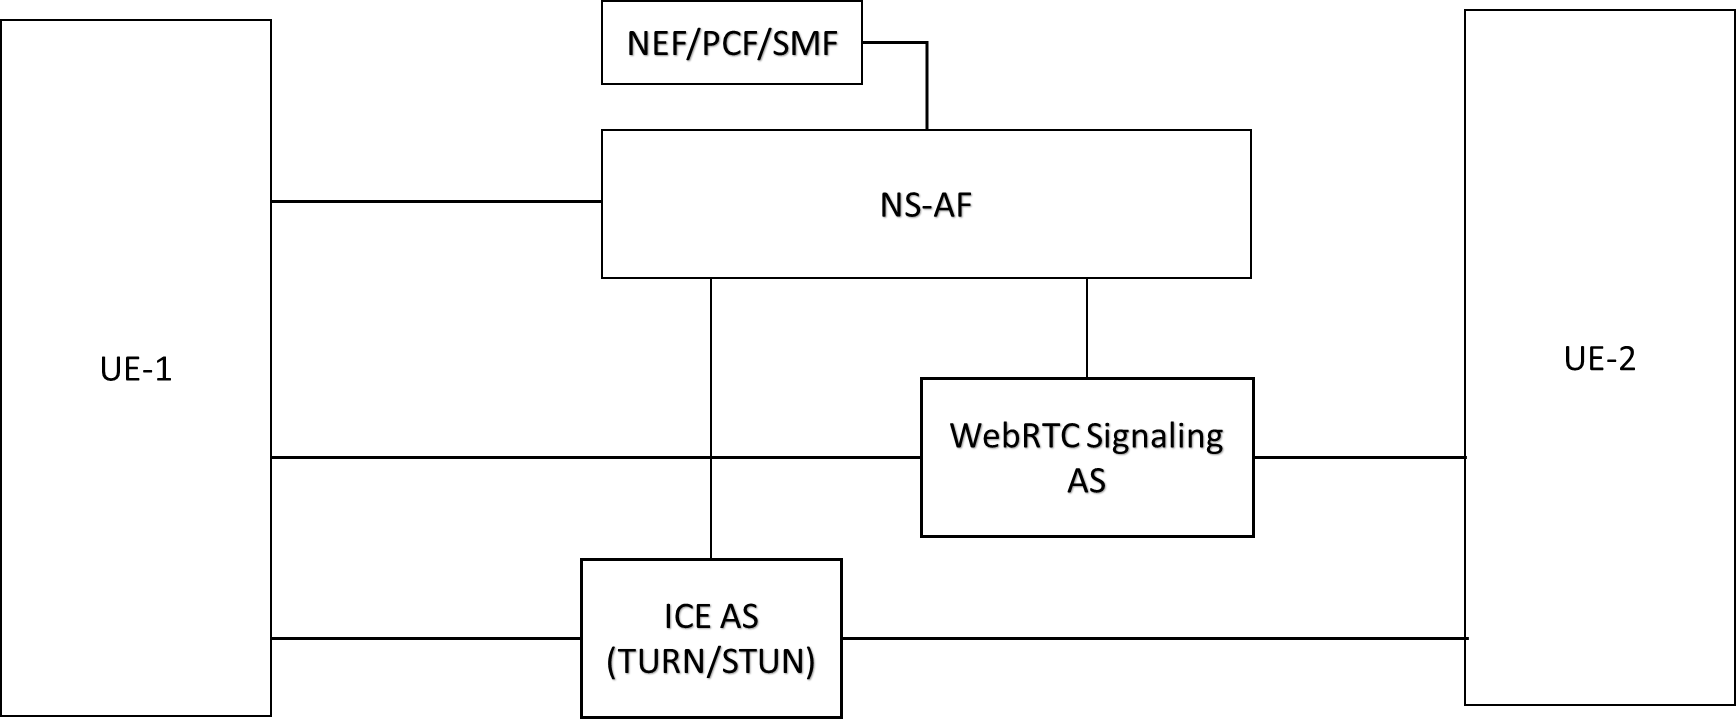 NEF/PCF/SMF
NS-AF
UE-1
UE-2
WebRTC Signaling
AS
ICE AS
(TURN/STUN)